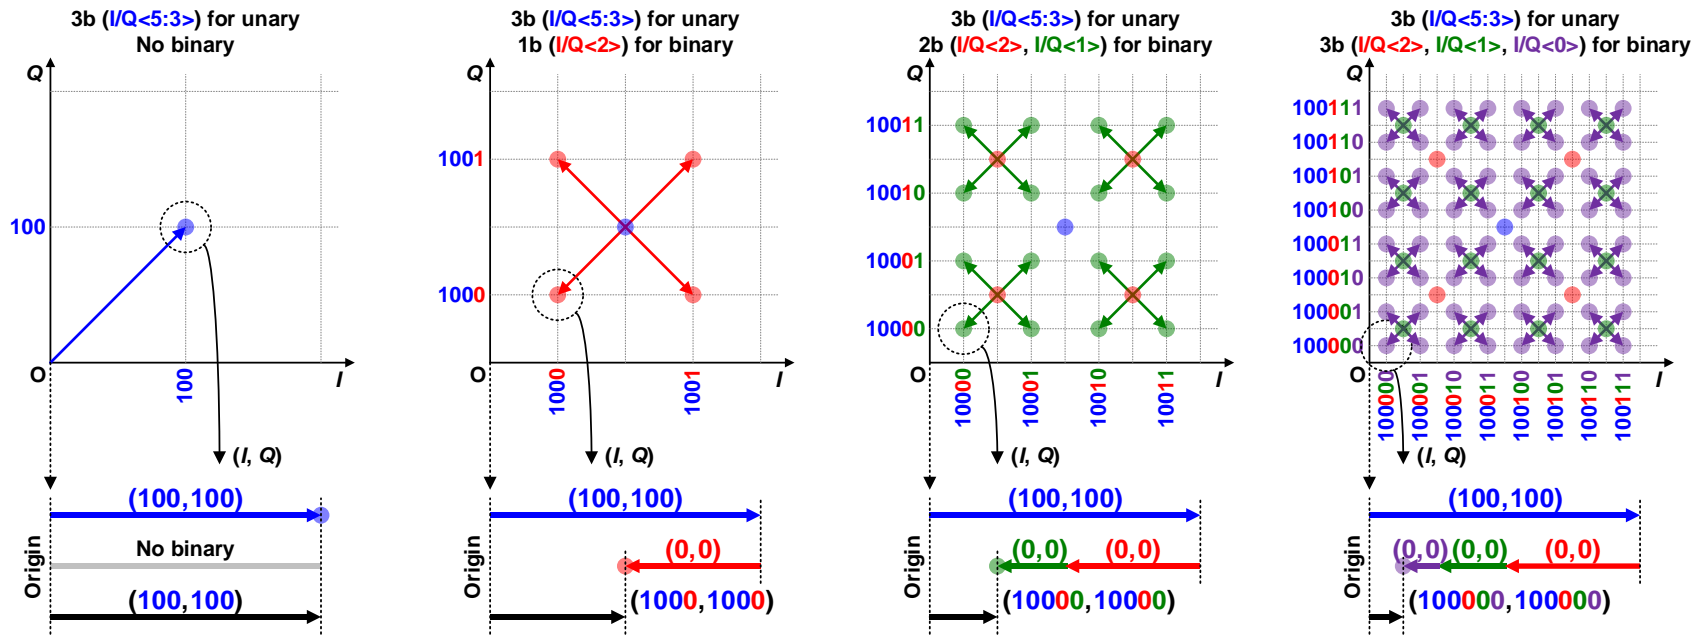 3b (I/Q<5:3>) for unary
No binary
Q
100
O
100
I
(I, Q)
(100,100)
Origin
No binary
(100,100)
3b (I/Q<5:3>) for unary
1b (I/Q<2>) for binary
Q
1001
1000
O
1000
1001
I
(I, Q)
(100,100)
Origin
(0,0)
(1000,1000)
3b (I/Q<5:3>) for unary
2b (I/Q<2>, I/Q<1>) for binary
Q
10011
10010
10001
10000
O
10000
10001
10010
10011
I
(I, Q)
(100,100)
Origin
(0,0)
(0,0)
(10000,10000)
3b (I/Q<5:3>) for unary
3b (I/Q<2>, I/Q<1>, I/Q<0>) for binary
Q
100111
100110
100101
100100
100011
100010
100001
100000
O
100000
100001
100010
100011
100100
100101
100110
100111
I
(I, Q)
(100,100)
Origin
(0,0)
(0,0)
(0,0)
(100000,100000)